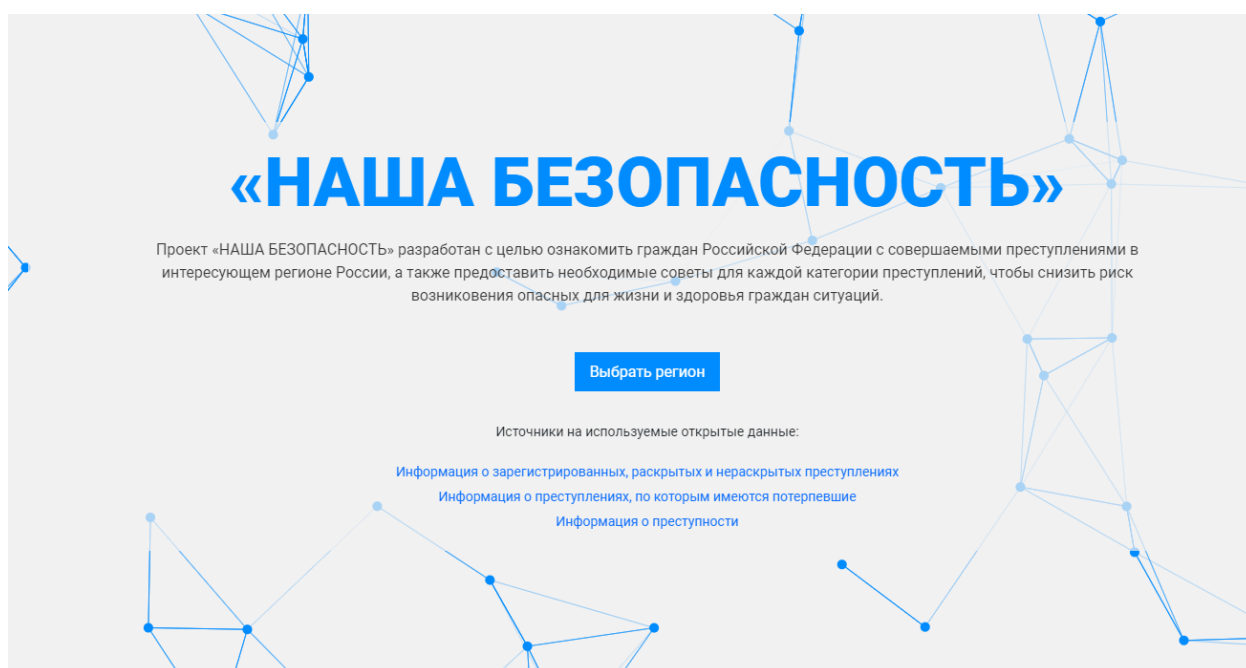 «НАША БЕЗОПАСНОСТЬ»
Проект «НАША БЕЗОПАСНОСТЬ» разработан с целью ознакомить граждан Российской Федерации с совершаемыми преступлениями в
интересующем регионе России, а также предоставить необходимые советы для каждой категории преступлений, чтобы снизить риск
возникновения опасных для жизни и здоровья граждан ситуаций.
Выбрать регион
Источники на используемые открытые данные:
Информация о зарегистрированных, раскрытых и нераскрытых преступлениях
Информация о преступлениях, по которым имеются потерпевшие
Информация о преступности